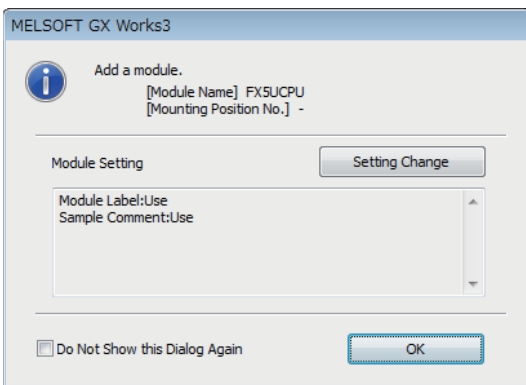 MELSOFT GX Works3
Add a module.
[Module Name] FX5UCPU
[Mounting Position No.] -
Module Setting
Setting Change
Module Label:Use
Sample Comment:Use
Do Not Show this Dialog Again
OK